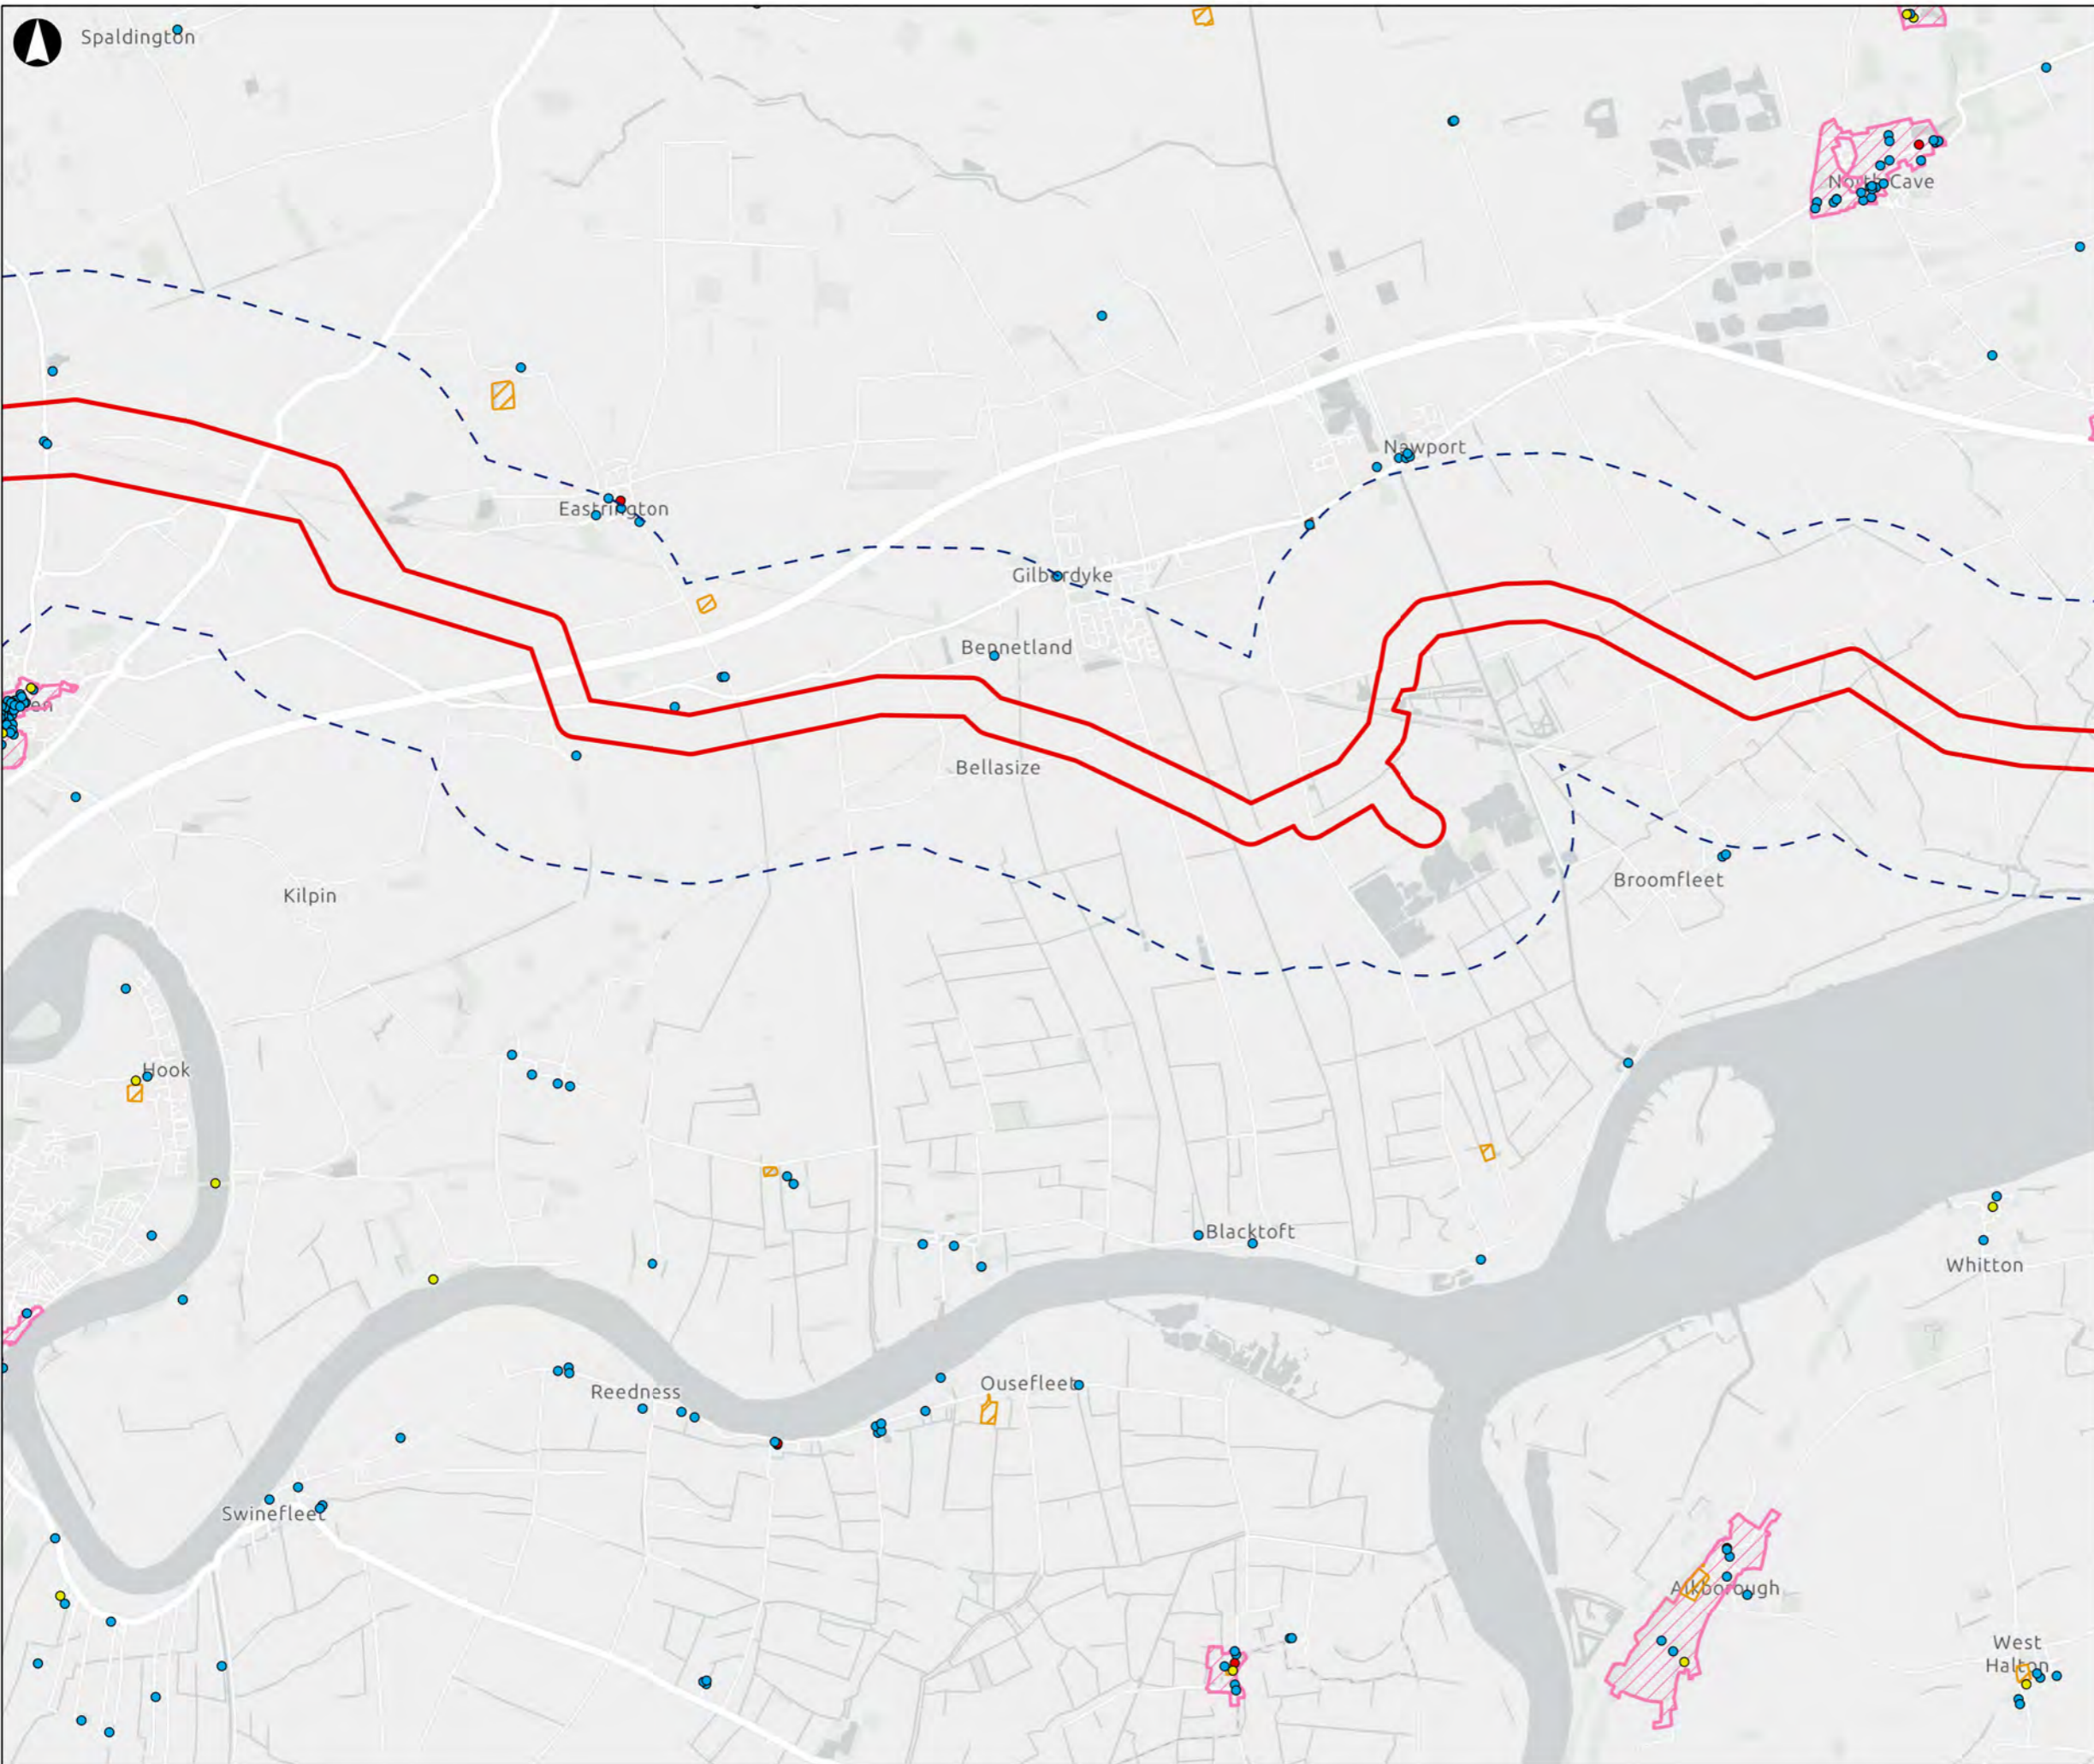 Spaldington
North Cave
Newport
Eastrington
Gilberdyke
Bennetland
en
Bellasize
Broomfleet
Kilpin
Hook
Blacktoft
Whitton
Ousefleet
Reedness
Swinefleet
Alkborough
West
Halton